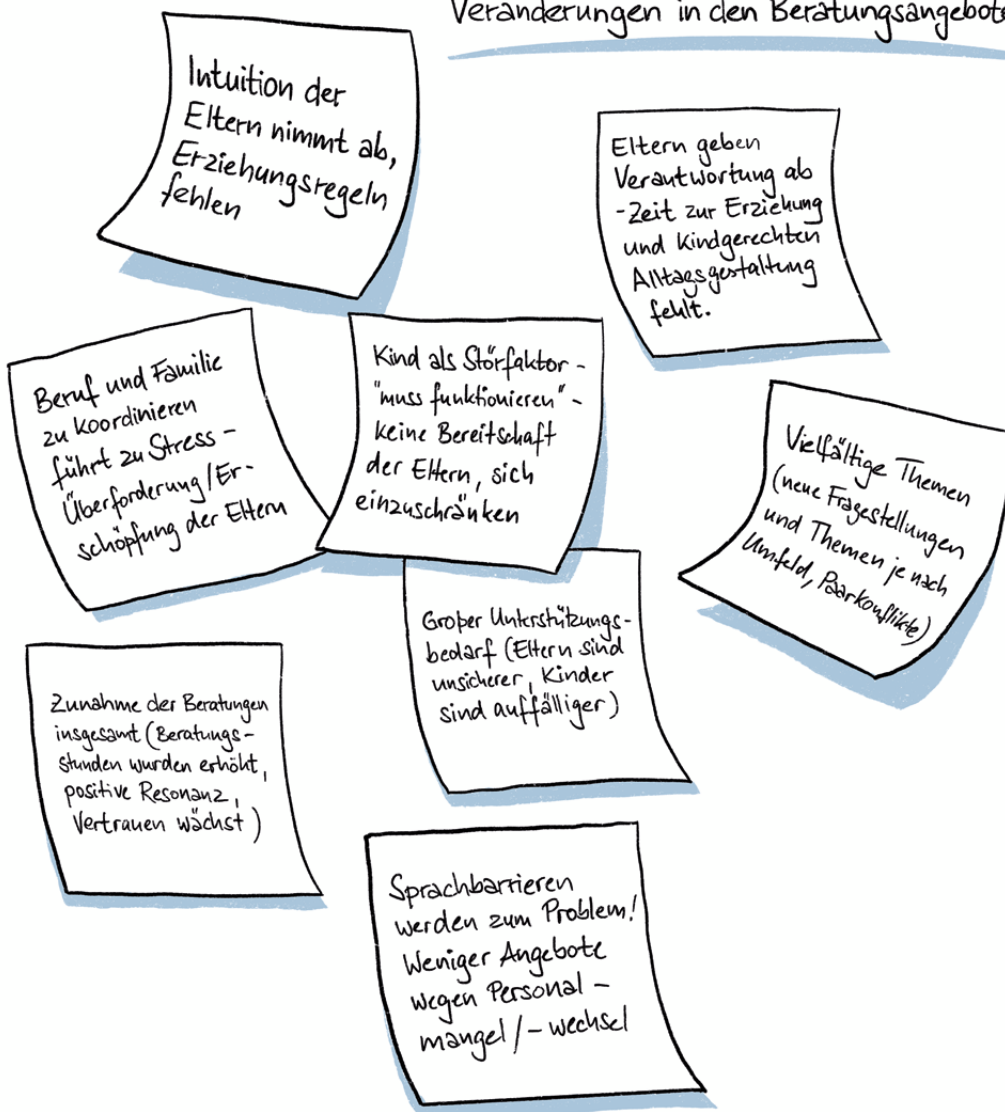 Veränderungen in den Beratungsangebote
Intuition der
Eltern nimmt ab,
Erziehungsregeln
fehlen
Eltern geben
Verantwortung ab
-Zeit zur Erziehung
und kindgerechten
Alltagsgestaltung
fehlt.
Beruf und Familie
zu koordinieren
führt zu Stress -
Überforderung/Er-
schöpfung der Eltern
Kind als Störfaktor -
"muss funktionieren" -
keine Bereitschaft
der Eltern, sich
einzuschränken
Vielfältige Themen
(neue Fragestellungen
und Themen je nach
Umfeld, Paarkonflikte)
Großer Unterstützungs-
bedarf (Eltern sind
unsicherer, Kinder
sind auffälliger)
Zunahme der Beratungen
insgesamt (Beratungs-
stunden wurden erhöht,
positive Resonanz,
Vertrauen wächst)
Sprachbarrieren
werden zum Problem!
Weniger Angebote
wegen Personal -
mangel / - wechsel